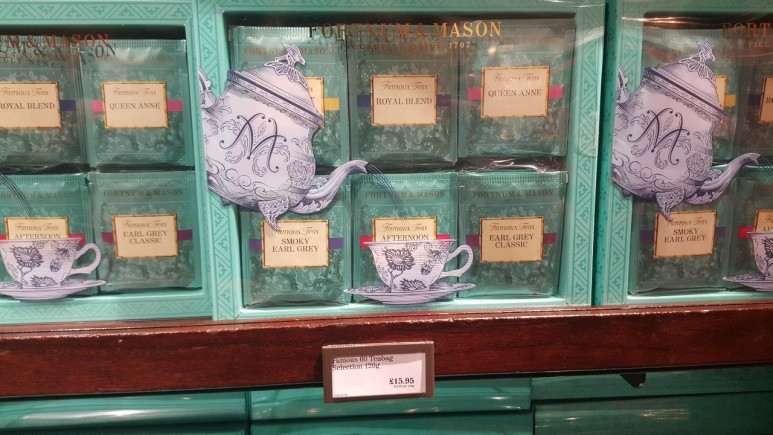 FORTNUM & MASON
FORTNUM & MASON
FORT
1707
Famous Teas
ROYAL BLEND
Famous Teas
QUEEN ANNE
Famous Teas
ROYAL BLEND
Famous Teas
QUEEN ANNE
FORTNUM & MASON
FORTNUM & MASON
FORTNUM & MASON
Famous Teas
AFTERNOON
Famous Teas
EARL GREY
CLASSIC
M
Famous Teas
SMOKY
EARL GREY
Famous Teas
AFTERNOON
Famous Teas
EARL GREY
CLASSIC
M
Famous Teas
SMOKY
EARL GREY
Famous 60 Teabag
Selection 120g
£15.95